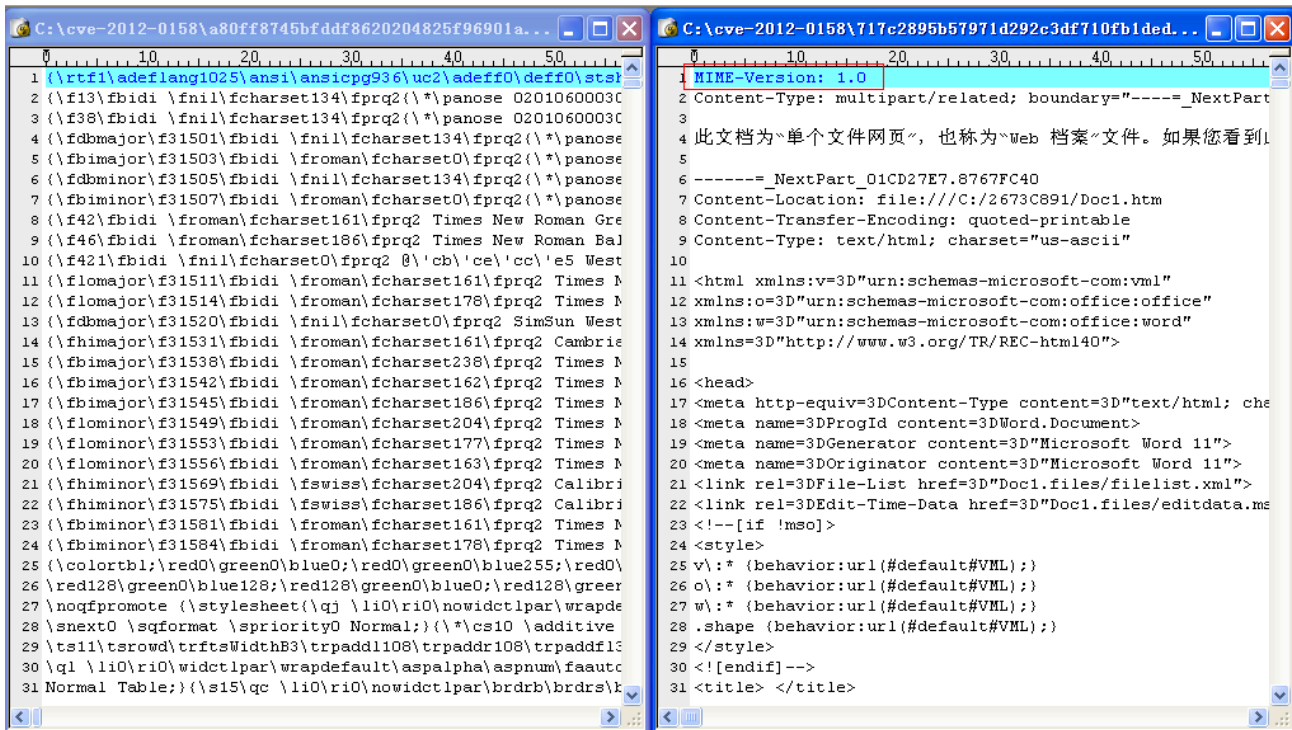 C:\cve-2012-0158\a80ff8745bfddf8620204825f96901a...
0 10 20 30 40 50
1 {\rtf1\adeflang1025\ansi\ansicpg936\uc2\adeff0\deff0\stsh
2 {\f13\fbidi \fnil\fcharset134\fprq2{\*\panose 0201060003
3 {\f38\fbidi \fnil\fcharset134\fprq2{\*\panose 0201060003
4 {\fdbmajor\f31501\fbidi \fnil\fcharset134\fprq2{\*\panose
5 {\fbimajor\f31503\fbidi \froman\fcharset0\fprq2{\*\panose
6 {\fdbminor\f31505\fbidi \fnil\fcharset134\fprq2{\*\panose
7 {\fbiminor\f31507\fbidi \froman\fcharset0\fprq2{\*\panose
8 {\f42\fbidi \froman\fcharset161\fprq2 Times New Roman Gre
9 {\f46\fbidi \froman\fcharset186\fprq2 Times New Roman Bal
10 {\f421\fbidi \fnil\fcharset0\fprq2 @\'cb\'ce\'cc\'e5 West
11 {\flomajor\f31511\fbidi \froman\fcharset161\fprq2 Times
12 {\flomajor\f31514\fbidi \froman\fcharset178\fprq2 Times
13 {\fdbmajor\f31520\fbidi \fnil\fcharset0\fprq2 SimSun West
14 {\fhimajor\f31531\fbidi \froman\fcharset161\fprq2 Cambria
15 {\fbimajor\f31538\fbidi \froman\fcharset238\fprq2 Times
16 {\fbimajor\f31542\fbidi \froman\fcharset162\fprq2 Times
17 {\fbimajor\f31545\fbidi \froman\fcharset186\fprq2 Times
18 {\flominor\f31549\fbidi \froman\fcharset204\fprq2 Times
19 {\flominor\f31553\fbidi \froman\fcharset177\fprq2 Times
20 {\flominor\f31556\fbidi \froman\fcharset163\fprq2 Times
21 {\fhiminor\f31569\fbidi \fswiss\fcharset204\fprq2 Calibri
22 {\fhiminor\f31575\fbidi \fswiss\fcharset186\fprq2 Calibri
23 {\fbiminor\f31581\fbidi \froman\fcharset161\fprq2 Times
24 {\fbiminor\f31584\fbidi \froman\fcharset178\fprq2 Times
25 {\colortbl;\red0\green0\blue0;\red0\green0\blue255;\red0\
26 \red128\green0\blue128;\red128\green0\blue0;\red128\green
27 \noqfpromote {\stylesheet{\qj \li0\ri0\nowidctlpar\wrapde
28 \snext0 \sqformat \spriority0 Normal;}{\*\cs10 \additive
29 \ts11\tsrowd\trftsWidthB3\trpaddl108\trpaddr108\trpaddfl3
30 \ql \li0\ri0\widctlpar\wrapdefault\aspalpha\aspnum\faauto
31 Normal Table;}{\s15\qc \li0\ri0\nowidctlpar\brdrb\brdrs\b
C:\cve-2012-0158\717c2895b57971d292c3df710fb1ded...
0 10 20 30 40 50
1 MIME-Version: 1.0
2 Content-Type: multipart/related; boundary="----=_NextPart
3
4 此文档为“单个文件网页”，也称为“Web 档案”文件。如果您看到
5
6 ------=_NextPart_01CD27E7.8767FC40
7 Content-Location: file:///C:/2673C891/Doc1.htm
8 Content-Transfer-Encoding: quoted-printable
9 Content-Type: text/html; charset="us-ascii"
10
11 <html xmlns:v=3D"urn:schemas-microsoft-com:vml"
12 xmlns:o=3D"urn:schemas-microsoft-com:office:office"
13 xmlns:w=3D"urn:schemas-microsoft-com:office:word"
14 xmlns=3D"http://www.w3.org/TR/REC-html40">
15
16 <head>
17 <meta http-equiv=3DContent-Type content=3D"text/html; cha
18 <meta name=3DProgId content=3DWord.Document>
19 <meta name=3DGenerator content=3D"Microsoft Word 11">
20 <meta name=3DOriginator content=3D"Microsoft Word 11">
21 <link rel=3DFile-List href=3D"Doc1.files/filelist.xml">
22 <link rel=3DEdit-Time-Data href=3D"Doc1.files/editdata.ms
23 <!--[if !mso]>
24 <style>
25 v\:* {behavior:url(#default#VML);}
26 o\:* {behavior:url(#default#VML);}
27 w\:* {behavior:url(#default#VML);}
28 .shape {behavior:url(#default#VML);}
29 </style>
30 <![endif]-->
31 <title> </title>